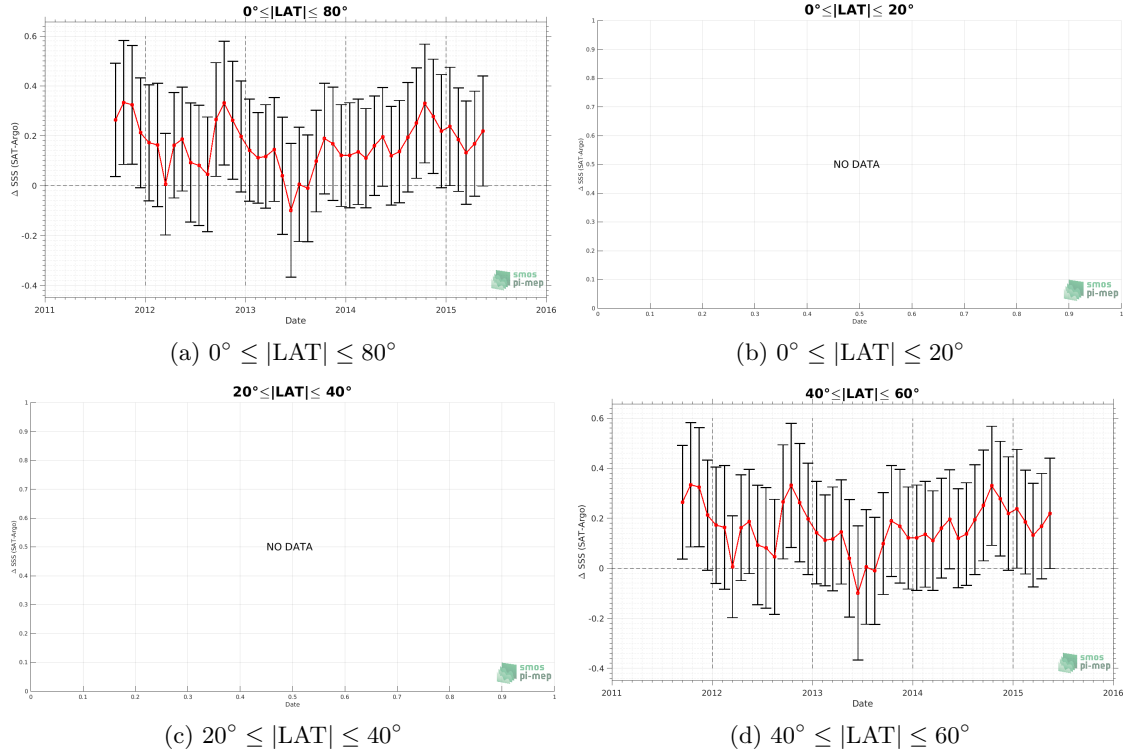 0°≤|LAT|≤ 80°
Δ SSS (SAT-Argo)
0.6
0.4
0.2
0
-0.2
-0.4
2011 2012 2013 2014 2015 2016
Date
smos
pi-mep
(a) 0° ≤ |LAT| ≤ 80°
0°≤|LAT|≤ 20°
Δ SSS (SAT-Argo)
1
0.9
0.8
0.7
0.6
0.5
0.4
0.3
0.2
0.1
0
NO DATA
0 0.1 0.2 0.3 0.4 0.5 0.6 0.7 0.8 0.9 1
Date
smos
pi-mep
(b) 0° ≤ |LAT| ≤ 20°
20°≤|LAT|≤ 40°
Δ SSS (SAT-Argo)
1
0.9
0.8
0.7
0.6
0.5
0.4
0.3
0.2
0.1
0
NO DATA
0 0.1 0.2 0.3 0.4 0.5 0.6 0.7 0.8 0.9 1
Date
smos
pi-mep
(c) 20° ≤ |LAT| ≤ 40°
40°≤|LAT|≤ 60°
Δ SSS (SAT-Argo)
0.6
0.4
0.2
0
-0.2
-0.4
2011 2012 2013 2014 2015 2016
Date
smos
pi-mep
(d) 40° ≤ |LAT| ≤ 60°